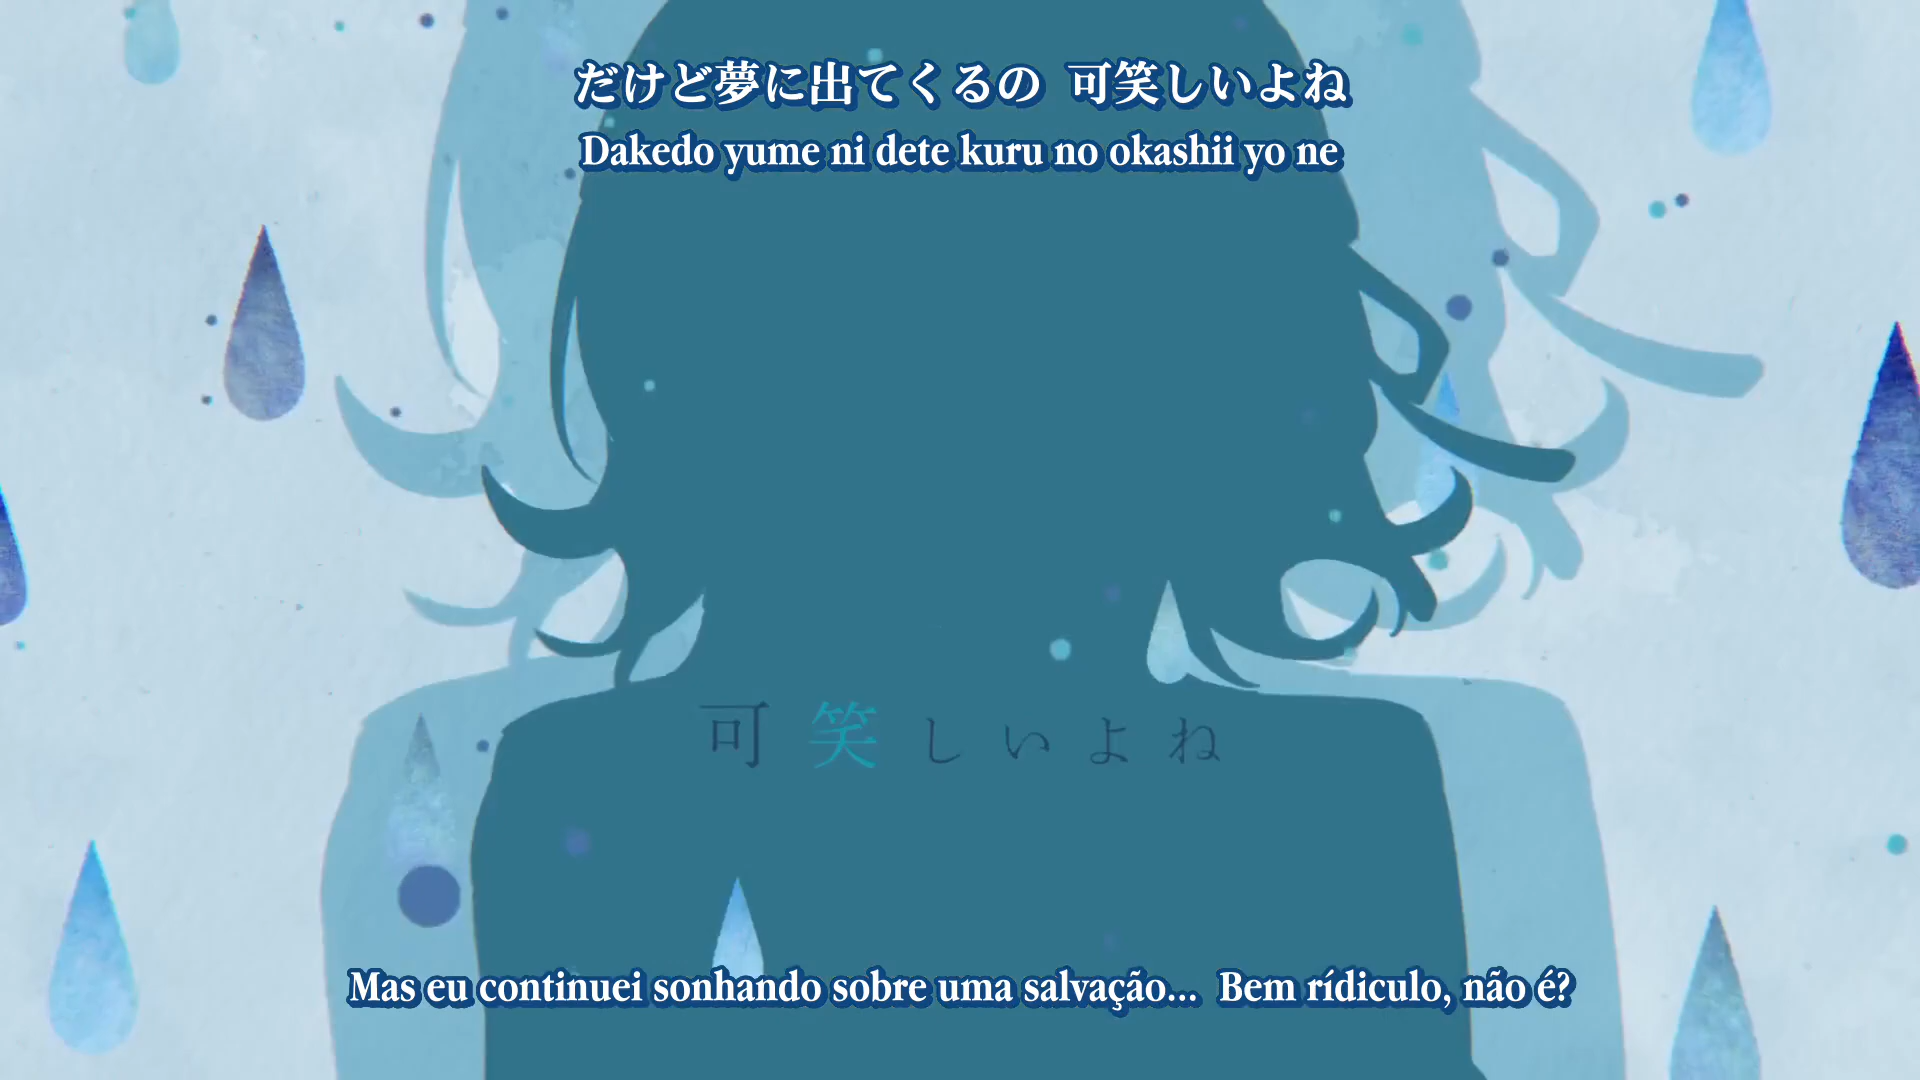 だけど夢に出てくるの 可笑しいよね
Dakedo yume ni dete kuru no okashii yo ne
可笑しいよね
Mas eu continuei sonhando sobre uma salvação... Bem rídiculo, não é?